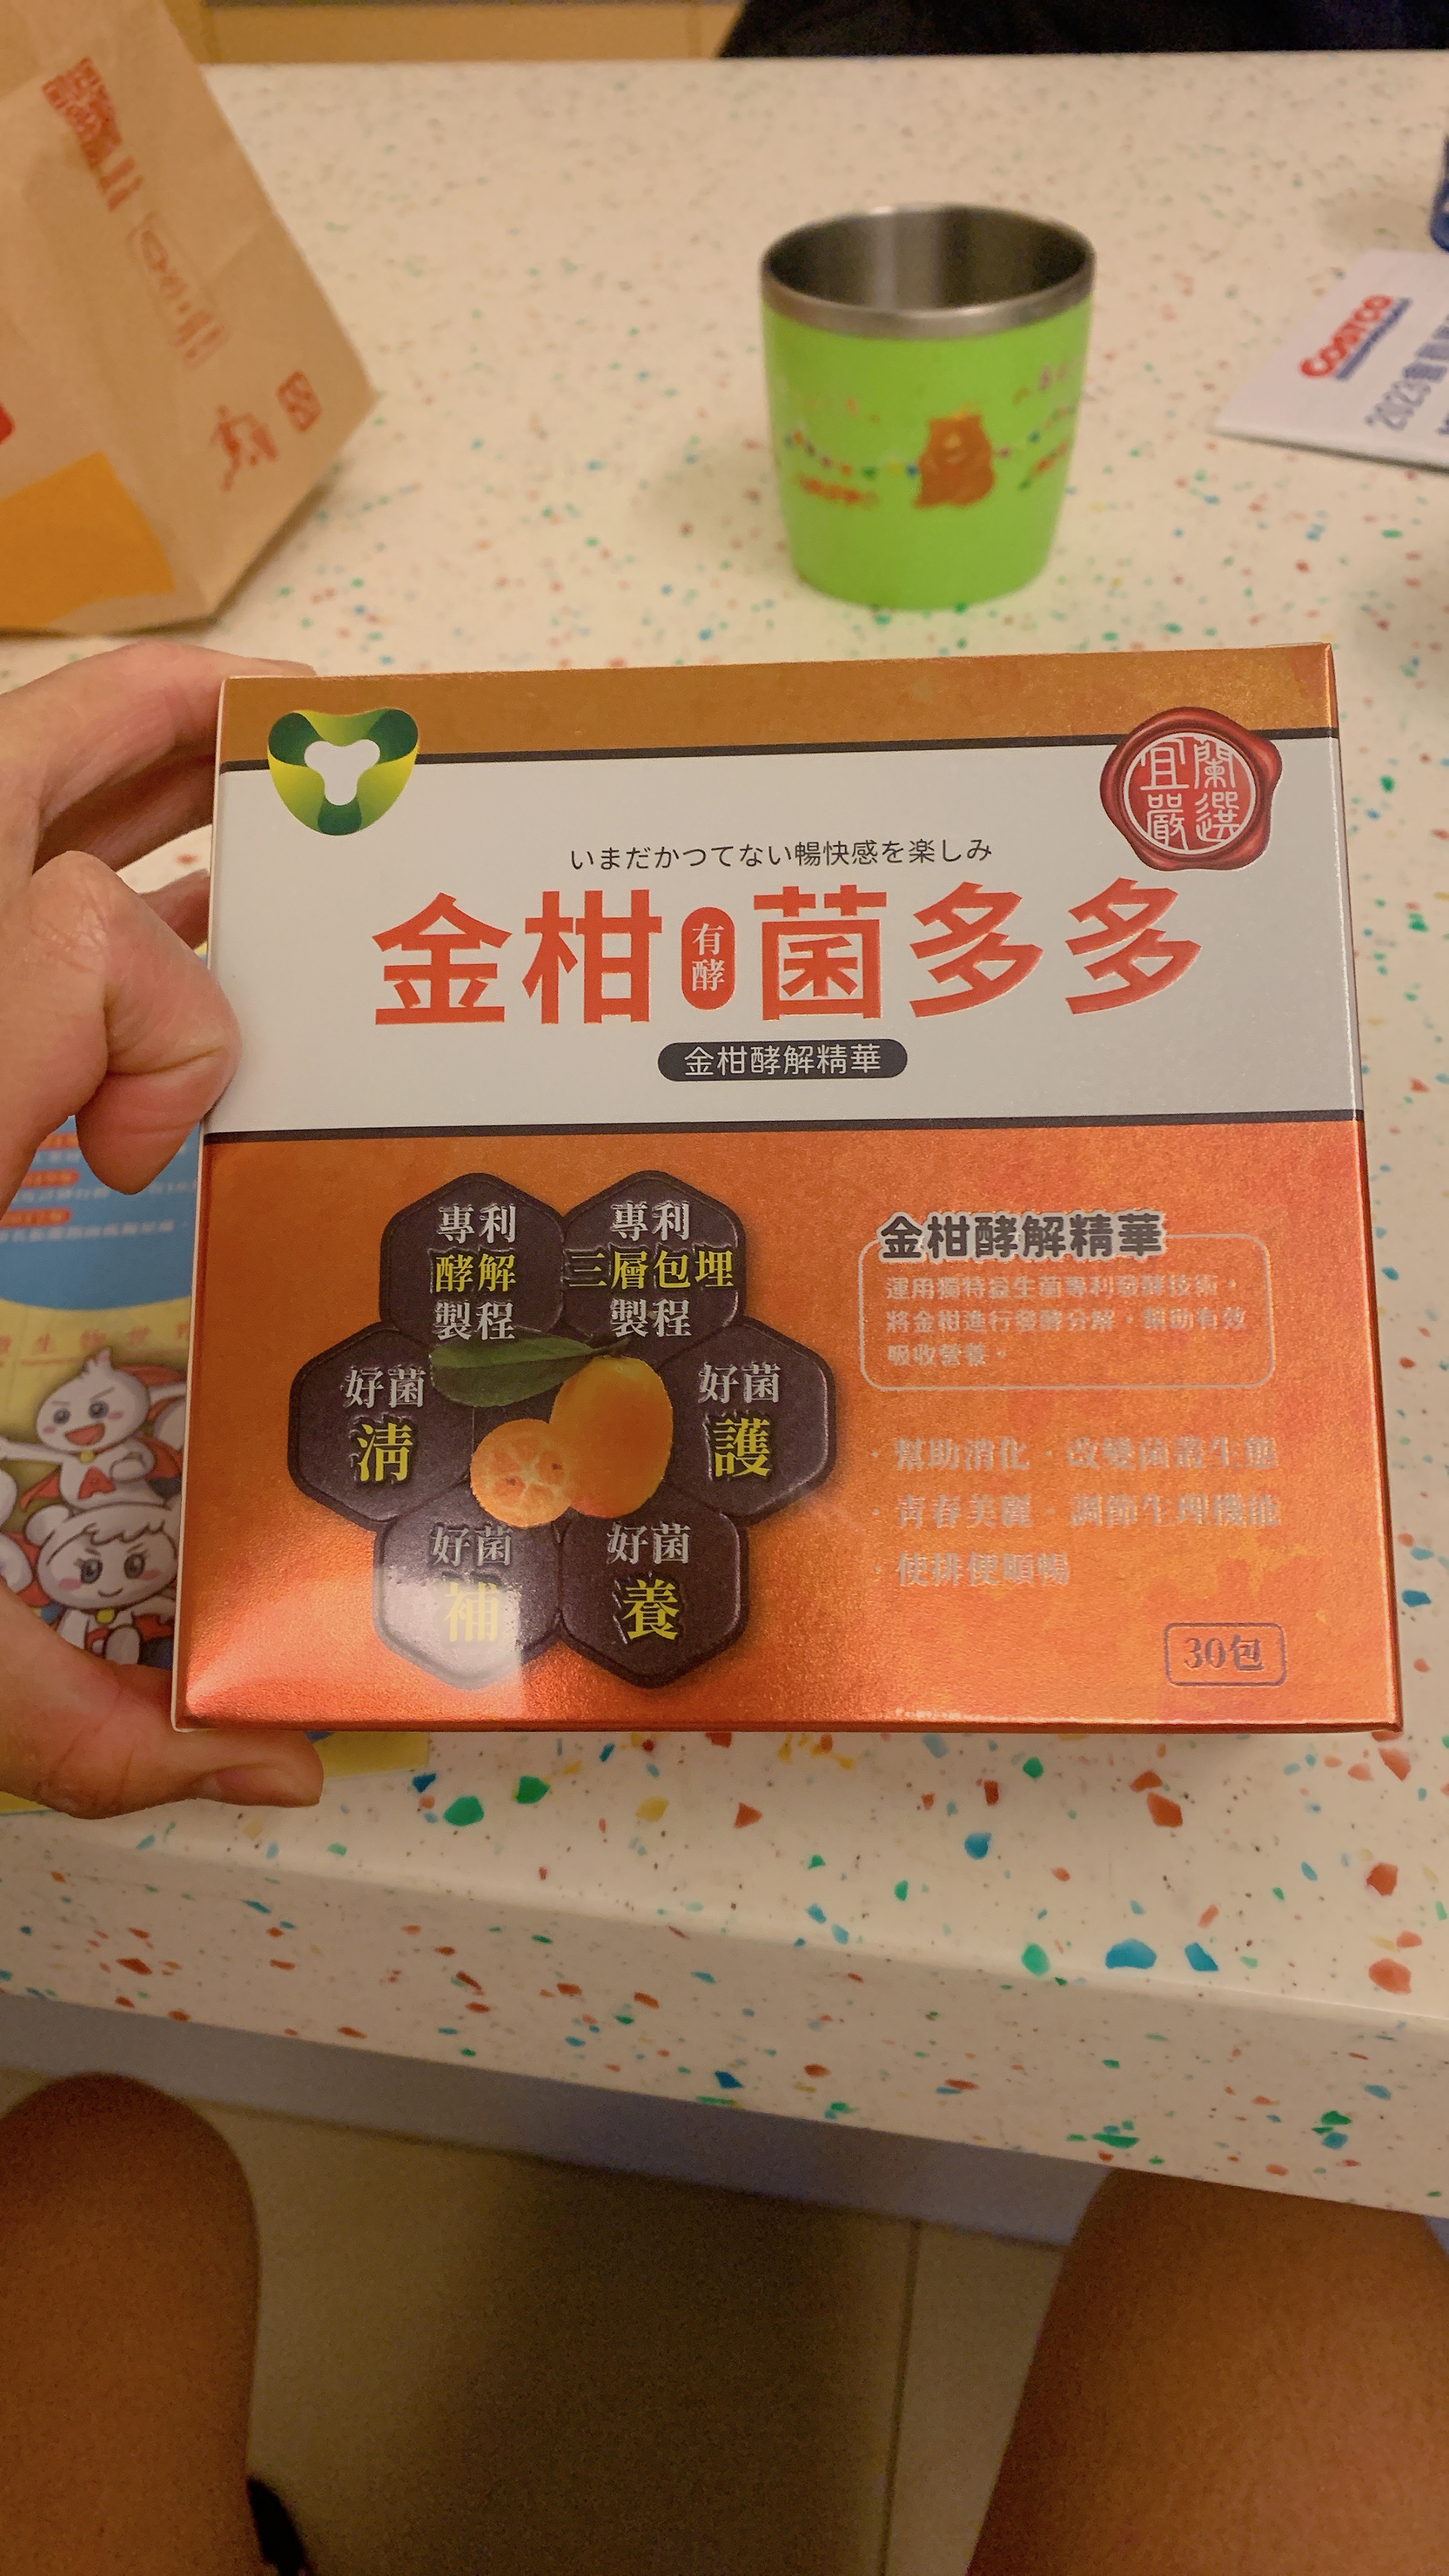 COSTCO
2023
宜蘭
嚴選
いまだかつてない暢快感を楽しみ
金柑有酵菌多多
金柑酵解精華
專利
酵解
製程
專利
三層包埋
製程
好菌
清
好菌
護
好菌
補
好菌
養
金柑酵解精華
運用獨特益生菌專利發酵技術，
將金柑進行發酵分解，幫助有效
吸收營養。
·幫助消化·改變菌叢生態
·青春美麗·調節生理機能
·使排便順暢
30包
生物世